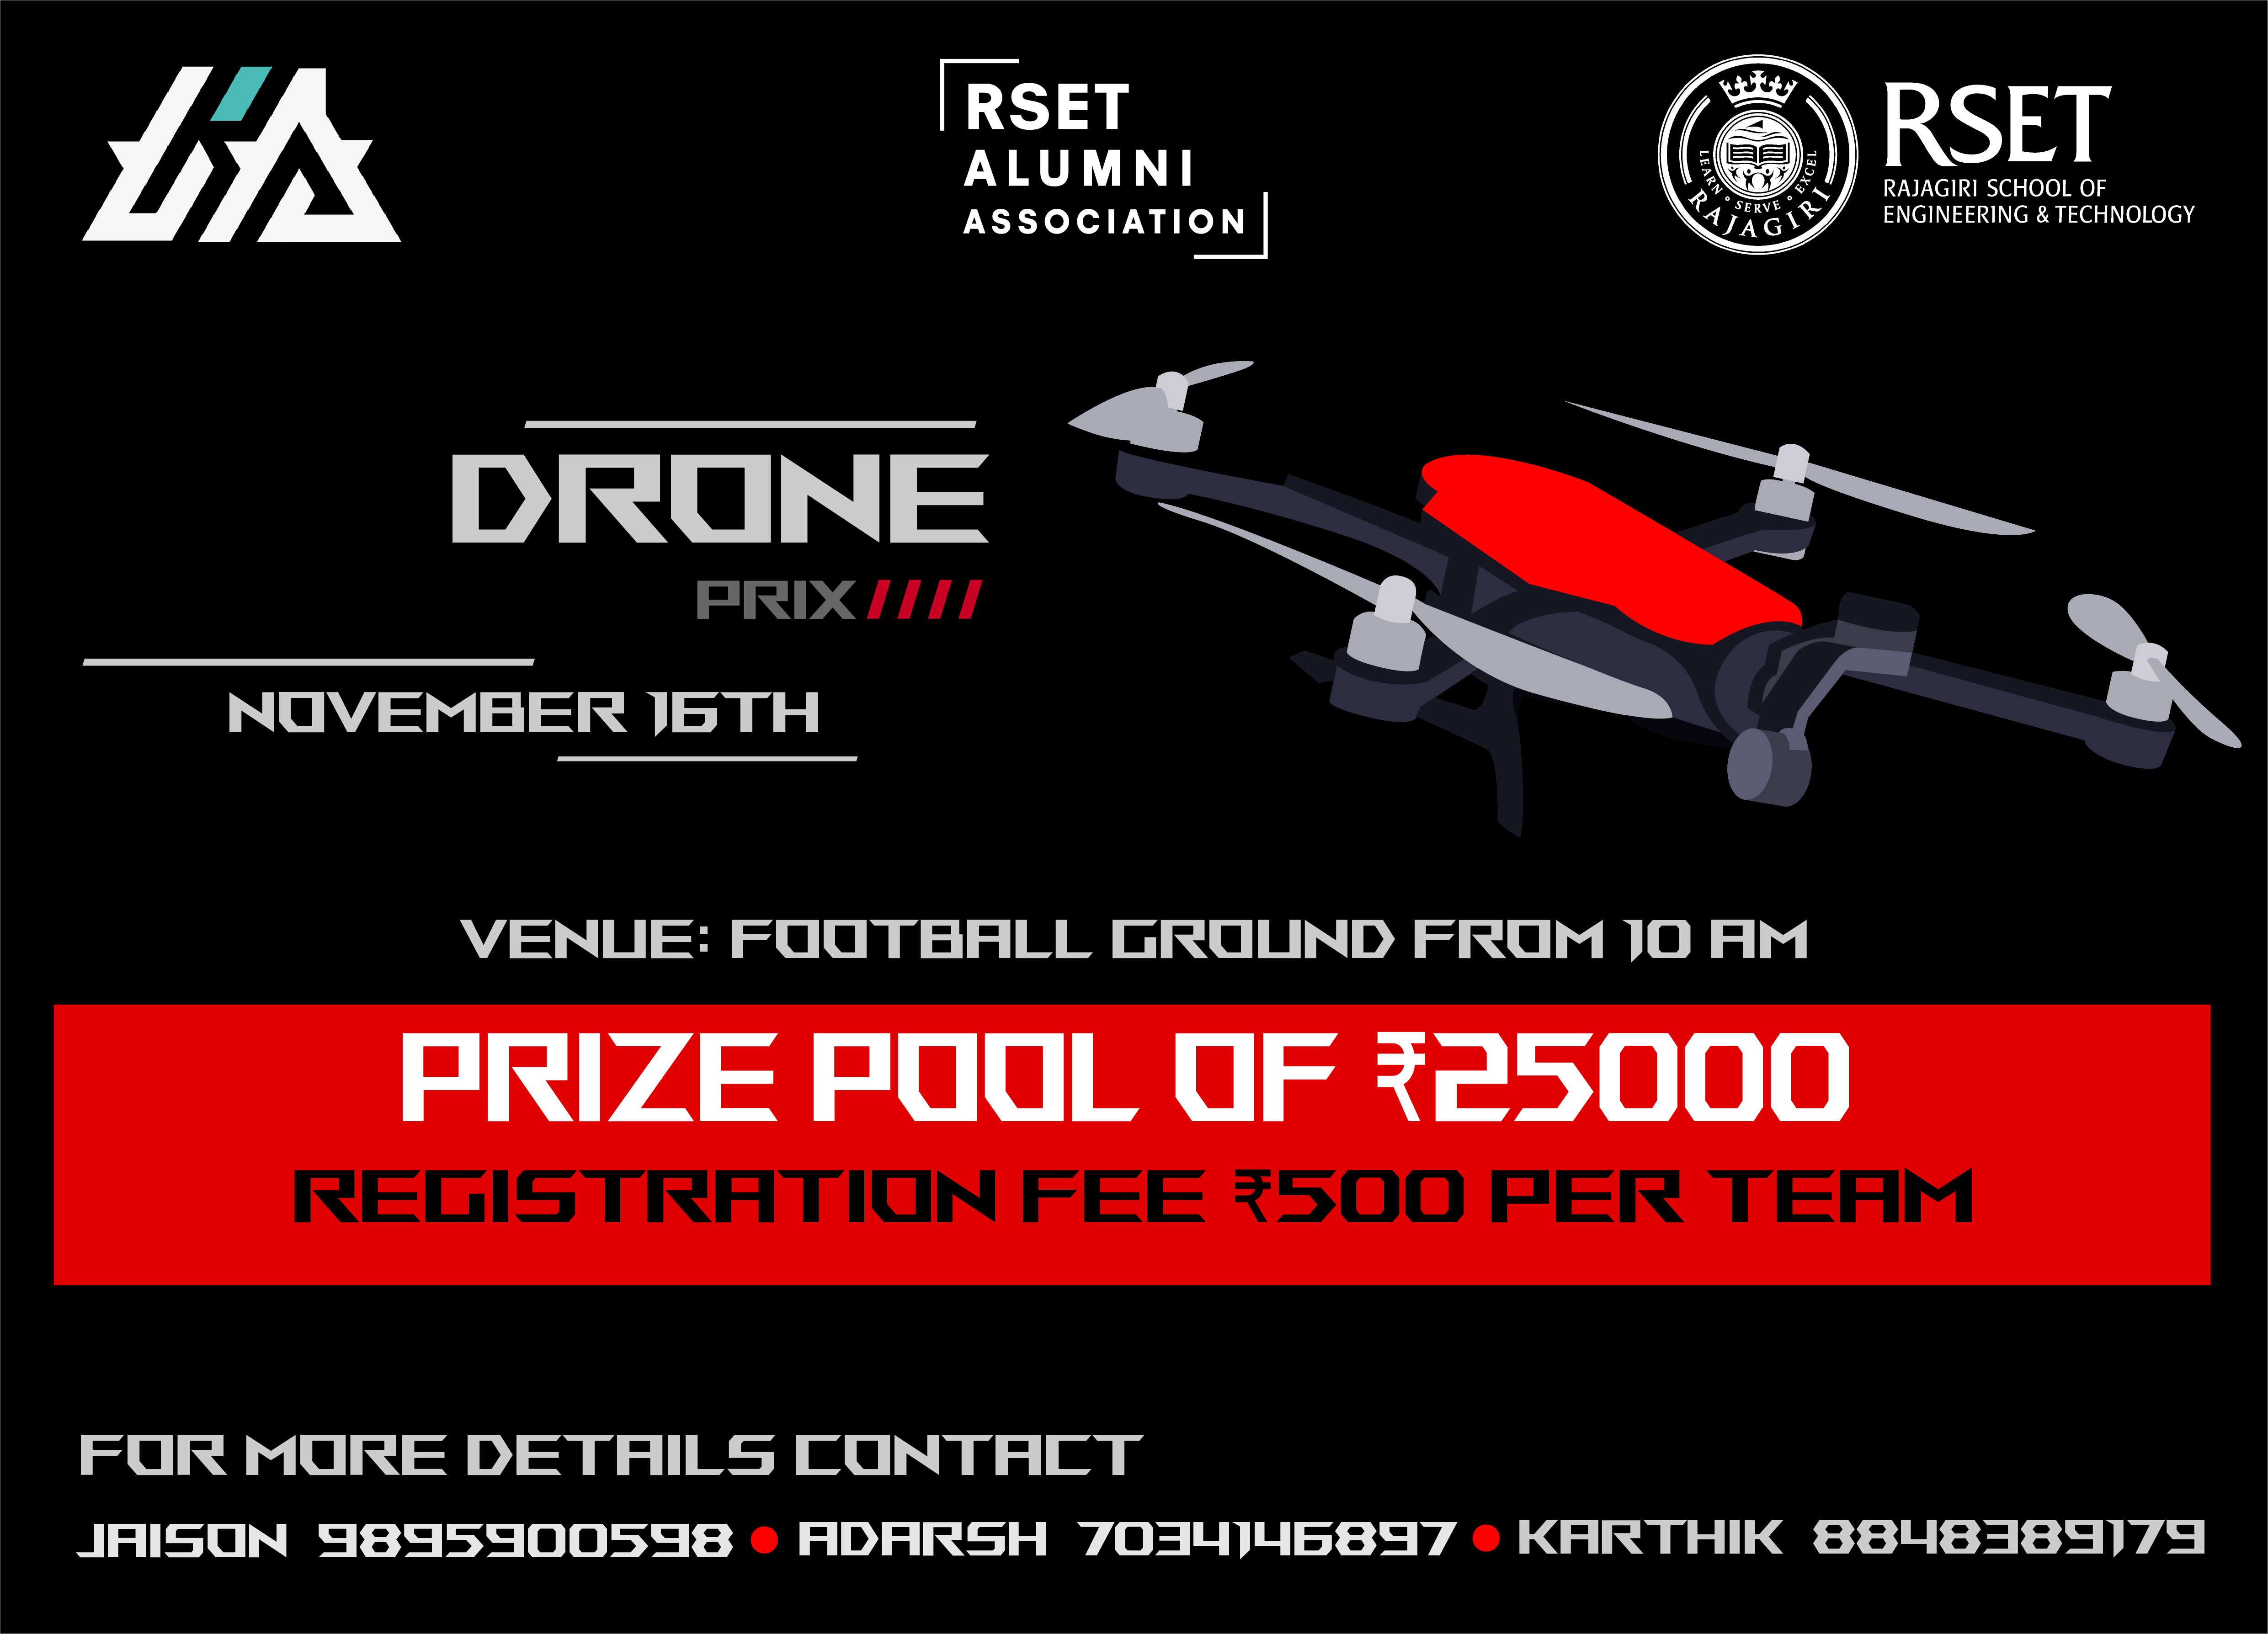 RSET
ALUMNI
ASSOCIATION
LEARN • SERVE • EXCEL
RAJAGIRI
RSET
RAJAGIRI SCHOOL OF
ENGINEERING & TECHNOLOGY
DRONE
PRIX ////
NOVEMBER 16TH
VENUE: FOOTBALL GROUND FROM 10 AM
PRIZE POOL OF ₹25000
REGISTRATION FEE ₹500 PER TEAM
FOR MORE DETAILS CONTACT
JAISON 9895900598 • ADARSH 7034146897 • KARTHIK 8848389179